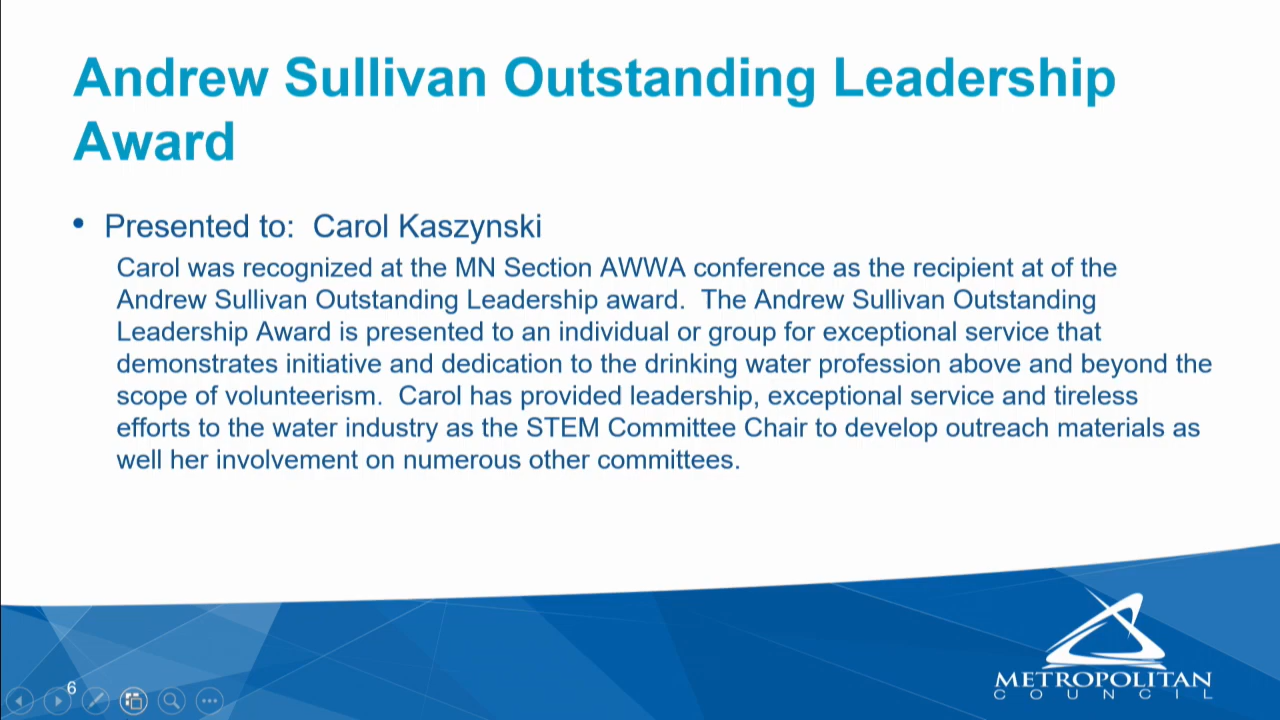 Andrew Sullivan Outstanding Leadership
Award
• Presented to:  Carol Kaszynski
Carol was recognized at the MN Section AWWA conference as the recipient at of the
Andrew Sullivan Outstanding Leadership award.  The Andrew Sullivan Outstanding
Leadership Award is presented to an individual or group for exceptional service that
demonstrates initiative and dedication to the drinking water profession above and beyond the
scope of volunteerism.  Carol has provided leadership, exceptional service and tireless
efforts to the water industry as the STEM Committee Chair to develop outreach materials as
well her involvement on numerous other committees.
6
METROPOLITAN
COUNCIL